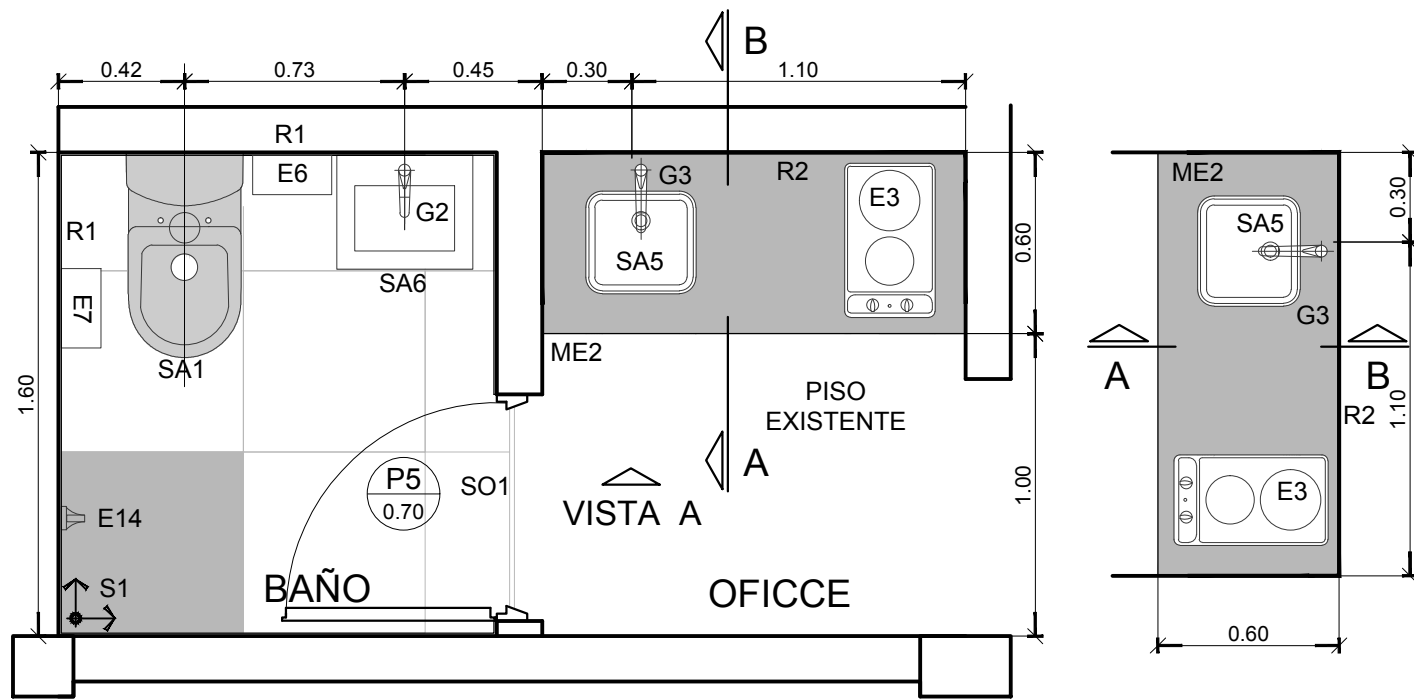 B
0.42
0.73
0.45
0.30
1.10
R1
E6
G2
R1
E7
SA1
SA6
G3
R2
E3
SA5
0.60
ME2
1.60
PISO
EXISTENTE
A
1.00
P5
0.70
SO1
VISTA A
E14
S1
BAÑO
OFICCE
ME2
SA5
0.30
G3
A
B
R2
1.10
E3
0.60